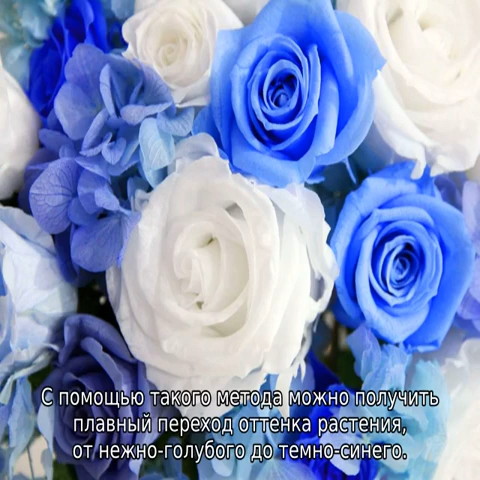 С помощью такого метода можно получить
плавный переход оттенка растения,
от нежно-голубого до темно-синего.